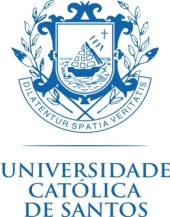 DILATENTUR SPATIA VERITATIS
UNIVERSIDADE
CATÓLICA
DE SANTOS